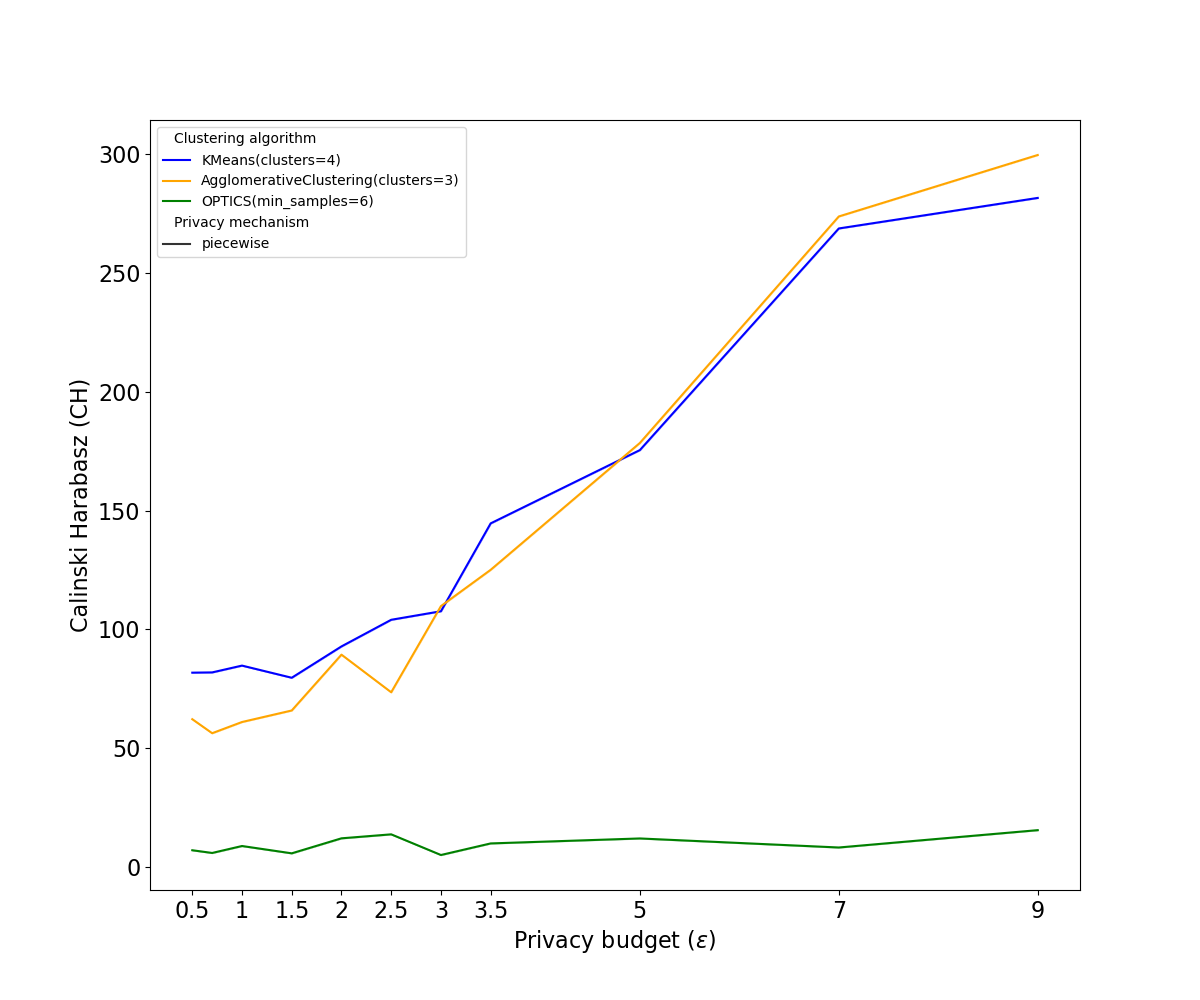 Clustering algorithm
KMeans(clusters=4)
AgglomerativeClustering(clusters=3)
OPTICS(min_samples=6)
Privacy mechanism
piecewise
300
250
200
150
100
50
0
Calinski Harabasz (CH)
0.5 1 1.5 2 2.5 3 3.5 5 7 9
Privacy budget (ε)